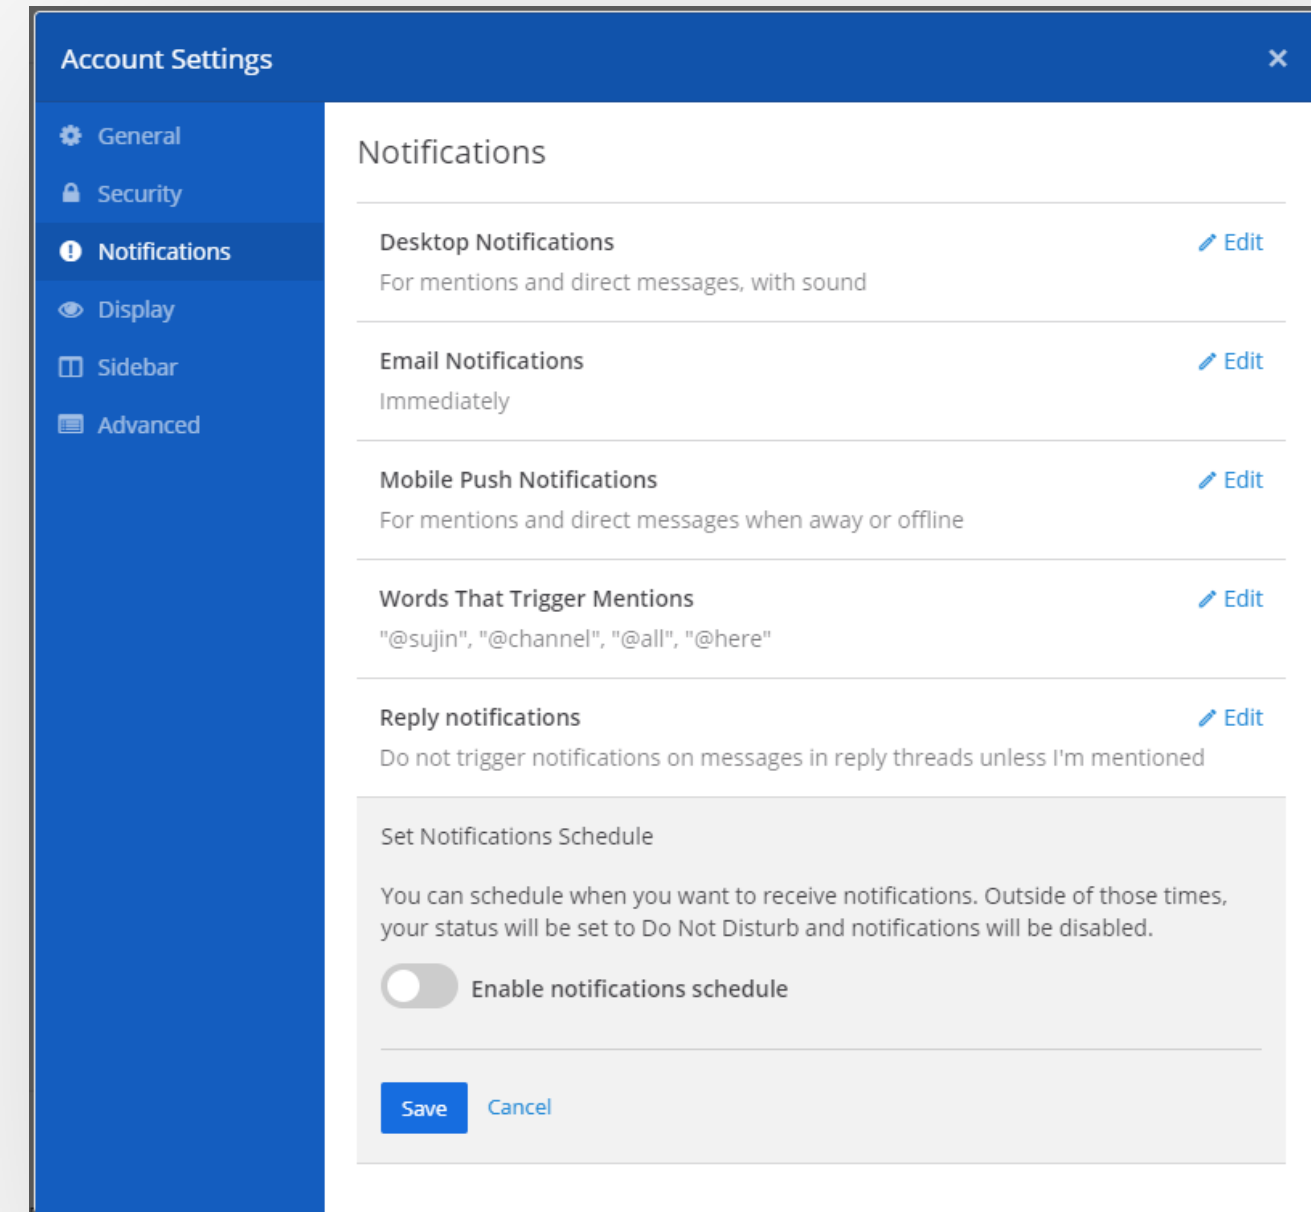 Account Settings
General
Security
Notifications
Display
Sidebar
Advanced
Notifications
Desktop Notifications
Edit
For mentions and direct messages, with sound
Email Notifications
Edit
Immediately
Mobile Push Notifications
Edit
For mentions and direct messages when away or offline
Words That Trigger Mentions
Edit
"@sujin", "@channel", "@all", "@here"
Reply notifications
Edit
Do not trigger notifications on messages in reply threads unless I'm mentioned
Set Notifications Schedule
You can schedule when you want to receive notifications. Outside of those times,
your status will be set to Do Not Disturb and notifications will be disabled.
Enable notifications schedule
Save
Cancel